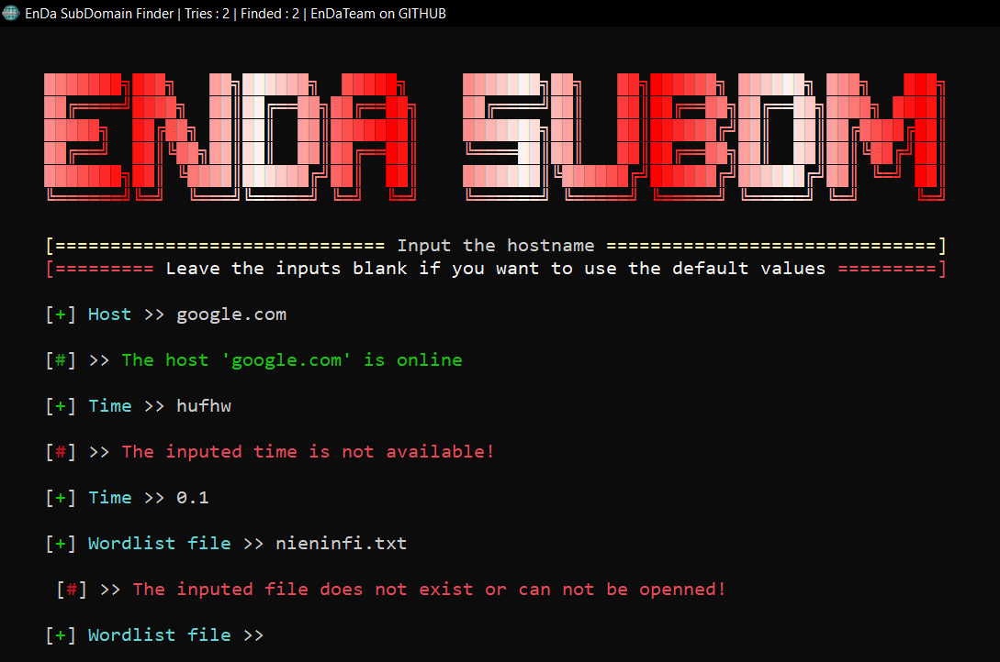 EnDa SubDomain Finder | Tries : 2 | Finded : 2 | EnDaTeam on GITHUB
ENDA SUBDOM
[============================== Input the hostname ==============================]
[========= Leave the inputs blank if you want to use the default values =========]
[+] Host >> google.com
[#] >> The host 'google.com' is online
[+] Time >> hufhw
[#] >> The inputed time is not available!
[+] Time >> 0.1
[+] Wordlist file >> nieninfi.txt
[#] >> The inputed file does not exist or can not be openned!
[+] Wordlist file >>